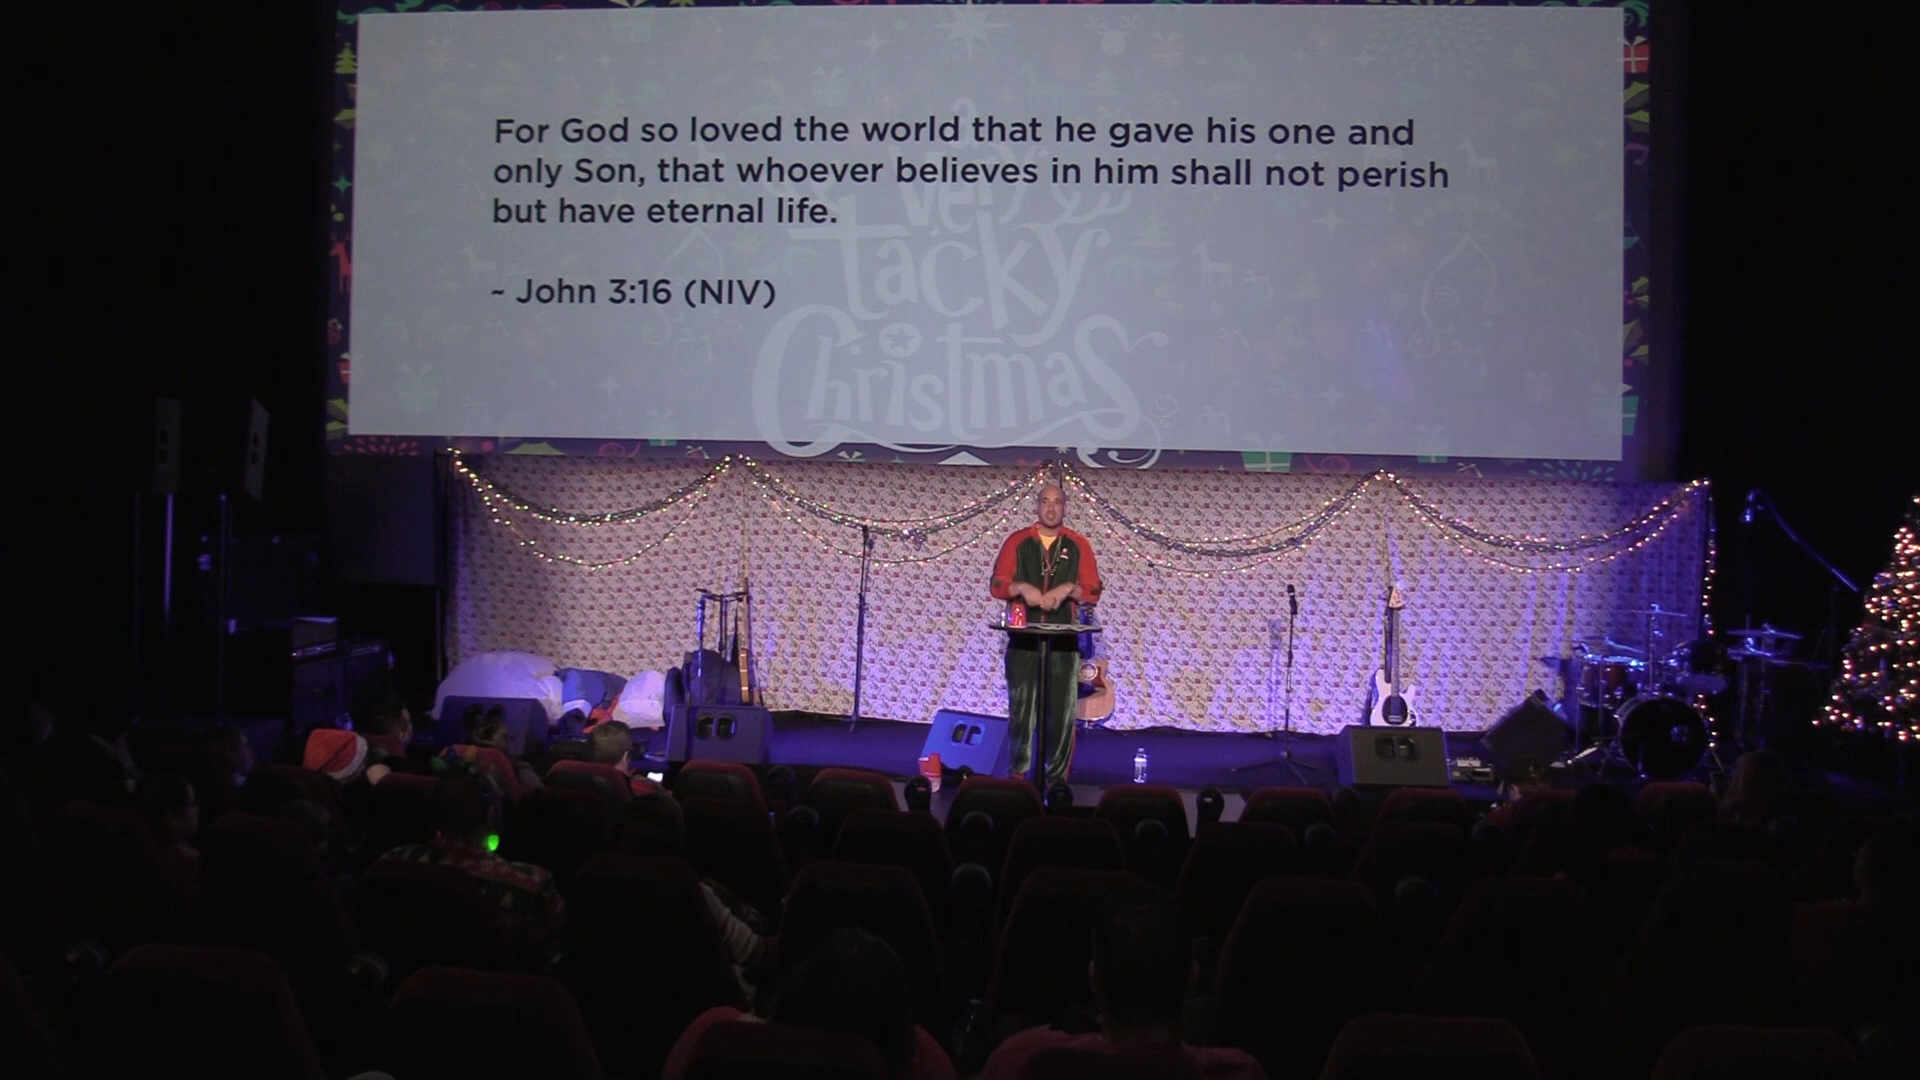 For God so loved the world that he gave his one and
only Son, that whoever believes in him shall not perish
but have eternal life.
~ John 3:16 (NIV)
Very
Tacky
Christmas